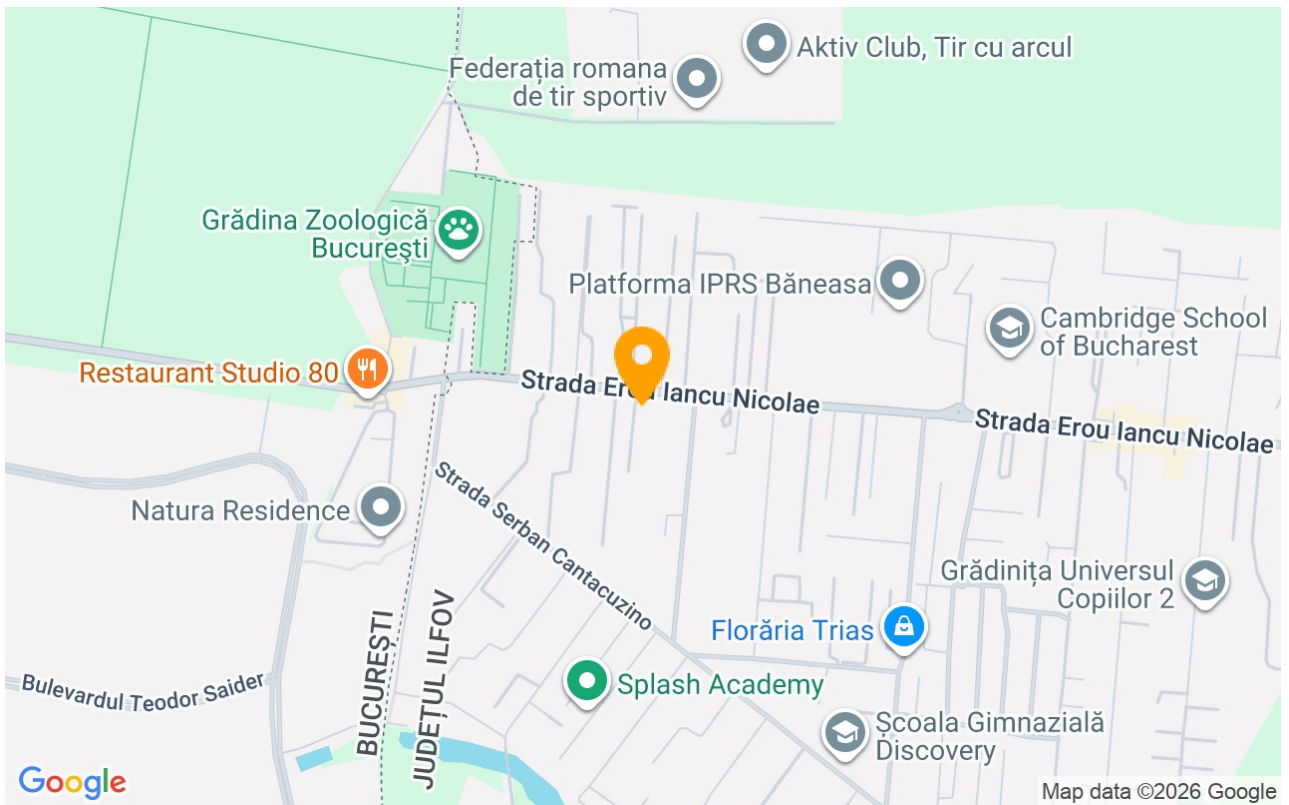 Aktiv Club, Tir cu arcul
Federația romana
de tir sportiv
Grădina Zoologică
Bucureşti
Platforma IPRS Băneasa
Cambridge School
of Bucharest
Restaurant Studio 80
Strada Erou Iancu Nicolae
Strada Erou Iancu Nicolae
Natura Residence
Strada Serban Cantacuzino
Grădinița Universul
Copiilor 2
Florăria Trias
BUCUREȘTI
JUDEȚUL ILFOV
Bulevardul Teodor Saider
Splash Academy
Școala Gimnazială
Discovery
Google
Map data ©2026 Google